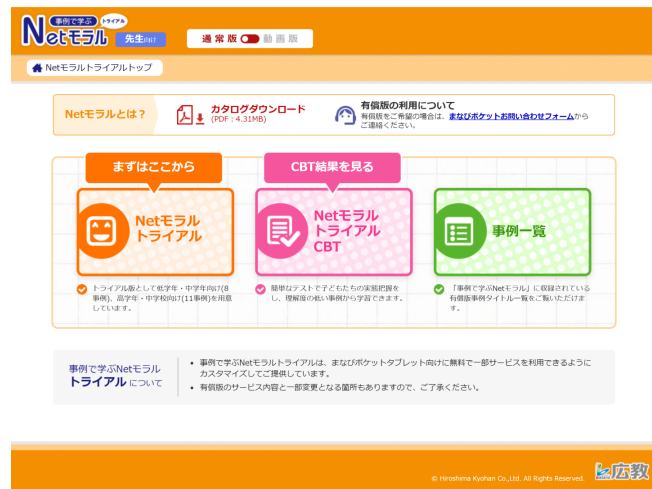 事例で学ぶ トライアル
Netモラル 先生向け 通常版 動画版
Netモラルトライアルトップ
Netモラルとは？ カタログダウンロード
(PDF：4.31MB)
有償版の利用について
有償版をご希望の場合は、まなびポケットお問い合わせフォームから
ご連絡ください。
まずはここから
Netモラル
トライアル
トライアル版として低学年・中学年向け(8
事例)、高学年・中学校向け(11事例)を用意
しています。
CBT結果を見る
Netモラル
トライアル
CBT
簡単なテストで子どもたちの実態把握を
し、理解度の低い事例から学習できます。
事例一覧
「事例で学ぶNetモラル」に収録されている
有償版事例タイトル一覧をご覧いただけま
す。
事例で学ぶNetモラル
トライアル について
• 事例で学ぶNetモラルトライアルは、まなびポケットタブレット向けに無料で一部サービスを利用できるように
カスタマイズしてご提供しています。
• 有償版のサービス内容と一部変更となる箇所もありますので、ご了承ください。
© Hiroshima Kyohan Co.,Ltd. All Rights Reserved. 広教